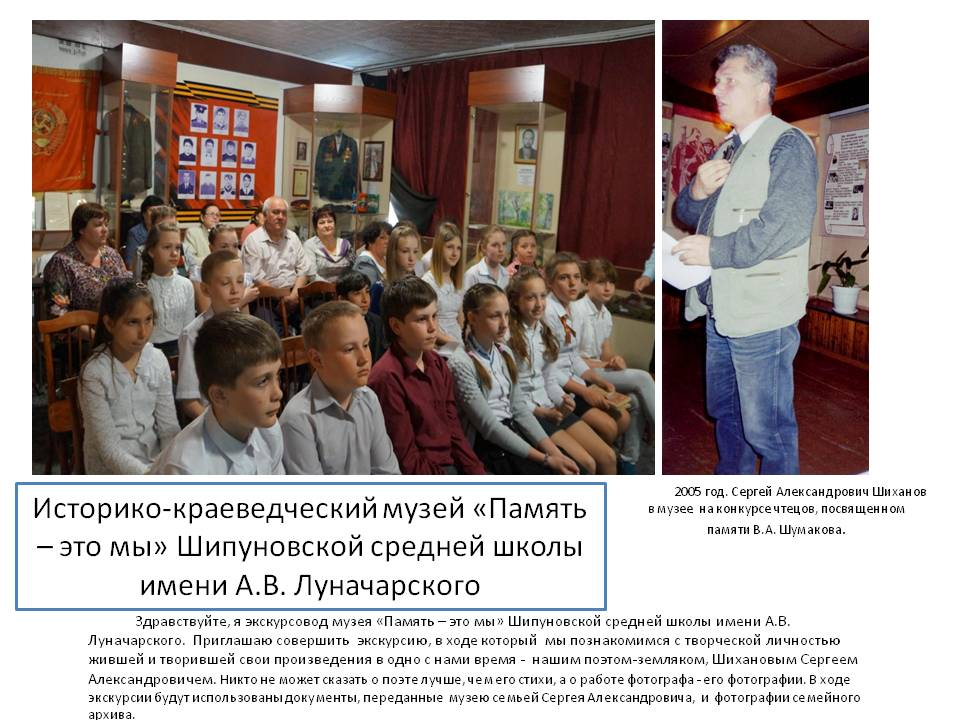 2005 год. Сергей Александрович Шиханов
в музее на конкурсе чтецов, посвященном
памяти В.А. Шумакова.
Историко-краеведческий музей «Память
– это мы» Шипуновской средней школы
имени А.В. Луначарского
Здравствуйте, я экскурсовод музея «Память – это мы» Шипуновской средней школы имени А.В.
Луначарского. Приглашаю совершить экскурсию, в ходе который мы познакомимся с творческой личностью
жившей и творившей свои произведения в одно с нами время - нашим поэтом-земляком, Шихановым Сергеем
Александровичем. Никто не может сказать о поэте лучше, чем его стихи, а о работе фотографа - его фотографии. В ходе
экскурсии будут использованы документы, переданные музею семьей Сергея Александровича, и фотографии семейного
архива.